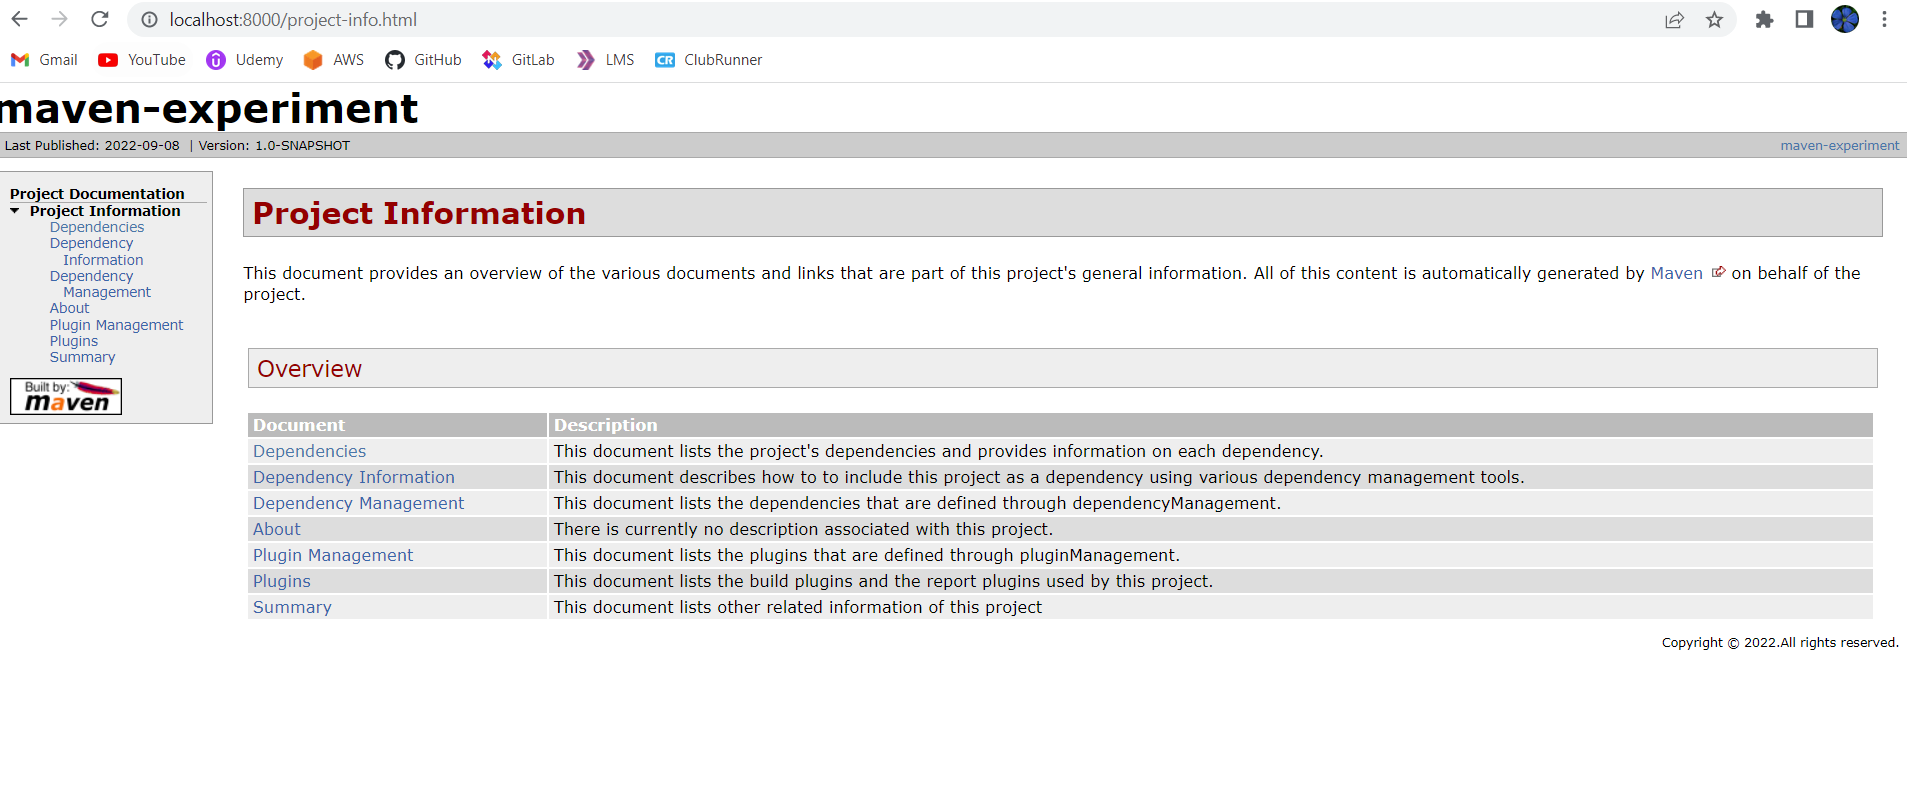 localhost:8000/project-info.html
Gmail YouTube Udemy AWS GitHub GitLab LMS CR ClubRunner
maven-experiment
Last Published: 2022-09-08 | Version: 1.0-SNAPSHOT
maven-experiment
Project Documentation
Project Information
Dependencies
Dependency
Information
Dependency
Management
About
Plugin Management
Plugins
Summary
Built by:
maven
Project Information
This document provides an overview of the various documents and links that are part of this project's general information. All of this content is automatically generated by Maven on behalf of the
project.
Overview
Document Description
Dependencies This document lists the project's dependencies and provides information on each dependency.
Dependency Information This document describes how to to include this project as a dependency using various dependency management tools.
Dependency Management This document lists the dependencies that are defined through dependencyManagement.
About There is currently no description associated with this project.
Plugin Management This document lists the plugins that are defined through pluginManagement.
Plugins This document lists the build plugins and the report plugins used by this project.
Summary This document lists other related information of this project
Copyright © 2022.All rights reserved.